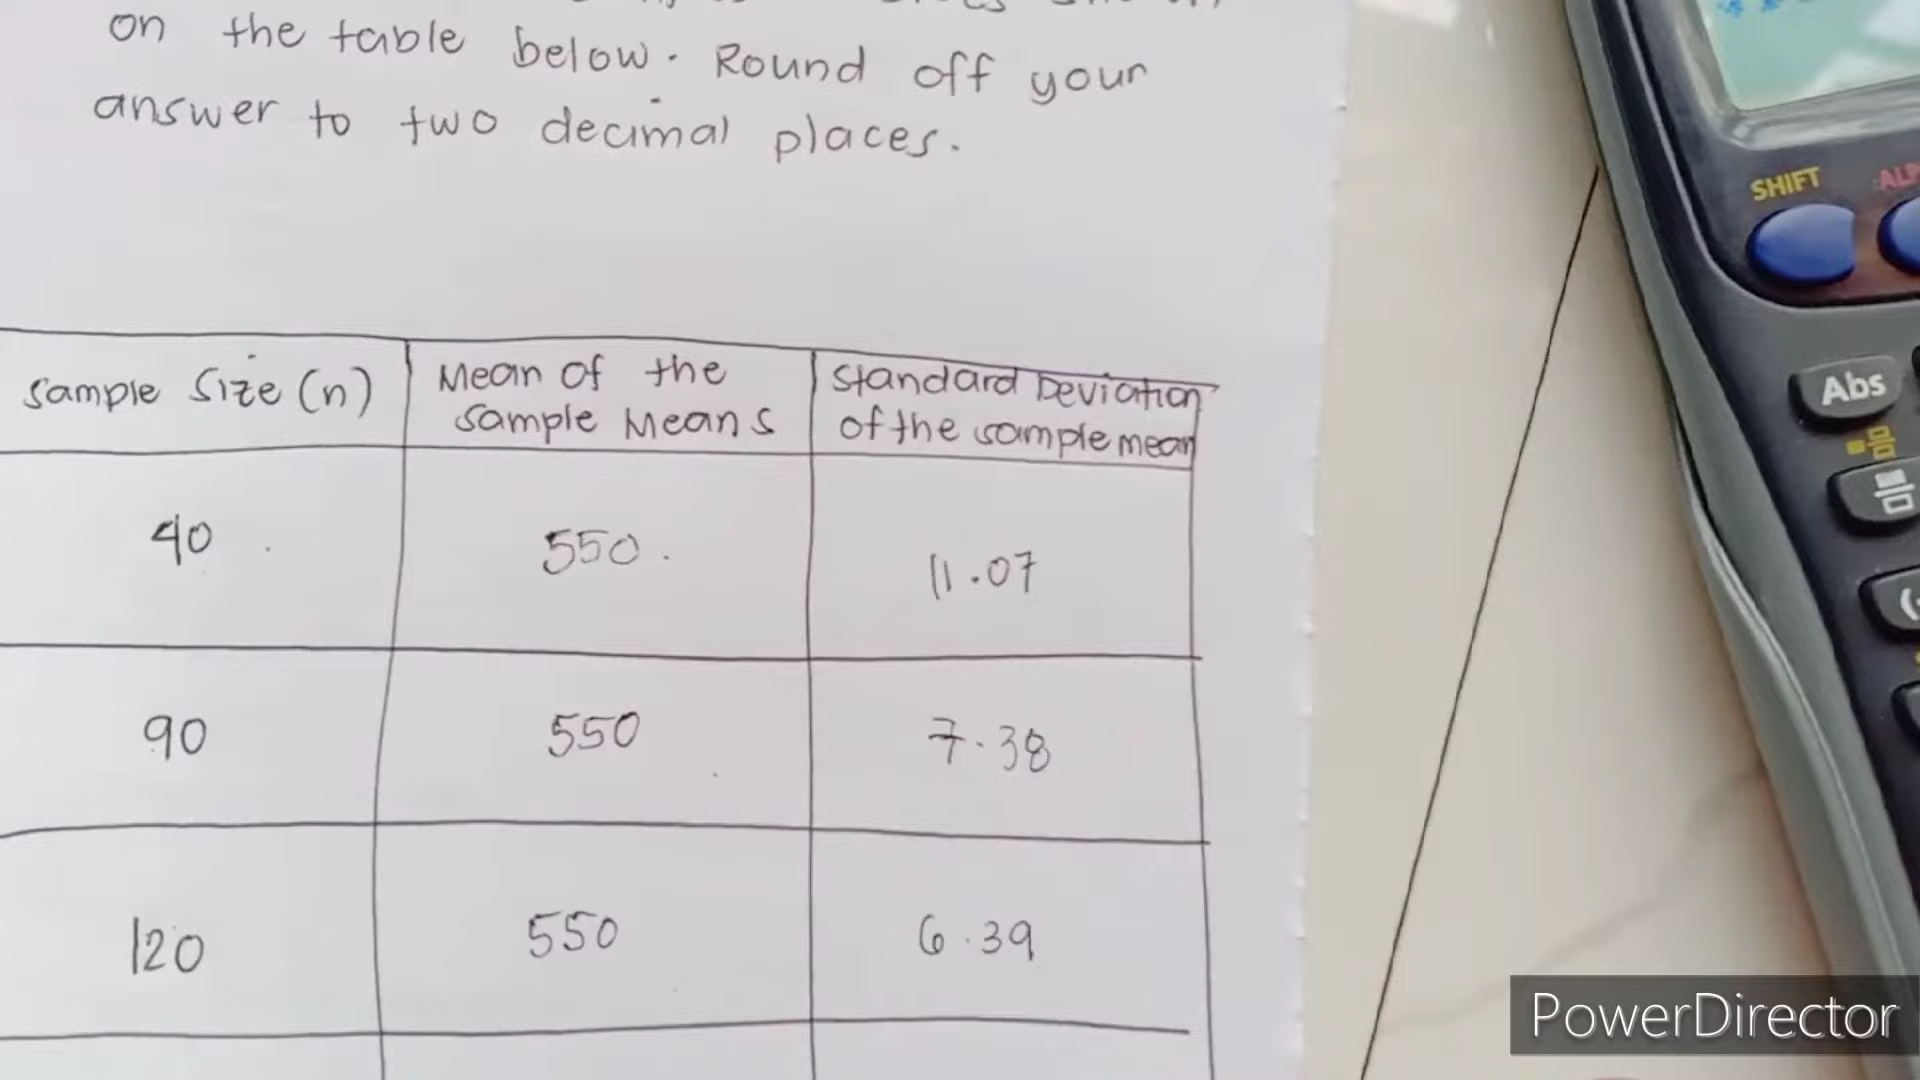 on the table below. Round off your
answer to two decimal places.
Sample Size (n) Mean of the Sample Means Standard Deviation of the sample mean
40 550 11.07
90 550 7.38
120 550 6.39
SHIFT
Abs
PowerDirector